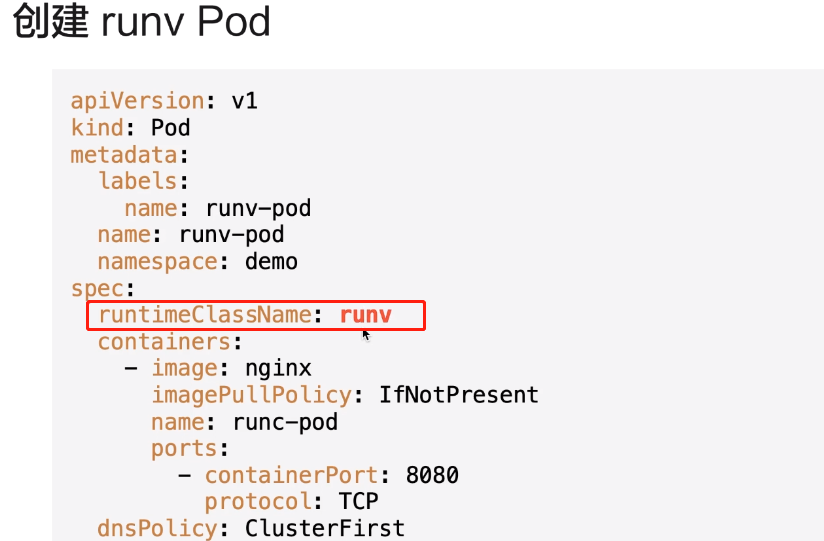 创建 runv Pod
apiVersion: v1
kind: Pod
metadata:
  labels:
    name: runv-pod
  name: runv-pod
  namespace: demo
spec:
  runtimeClassName: runv
  containers:
    - image: nginx
      imagePullPolicy: IfNotPresent
      name: runc-pod
      ports:
        - containerPort: 8080
          protocol: TCP
  dnsPolicy: ClusterFirst